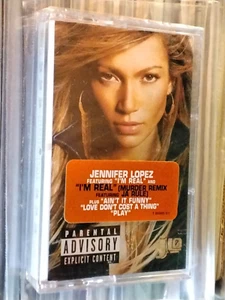 JENNIFER LOPEZ
FEATURING "I'M REAL" AND
"I'M REAL" (MURDER REMIX
FEATURING JA RULE)
PLUS "AIN'T IT FUNNY"
"LOVE DON'T COST A THING"
"PLAY"
PARENTAL
ADVISORY
EXPLICIT CONTENT